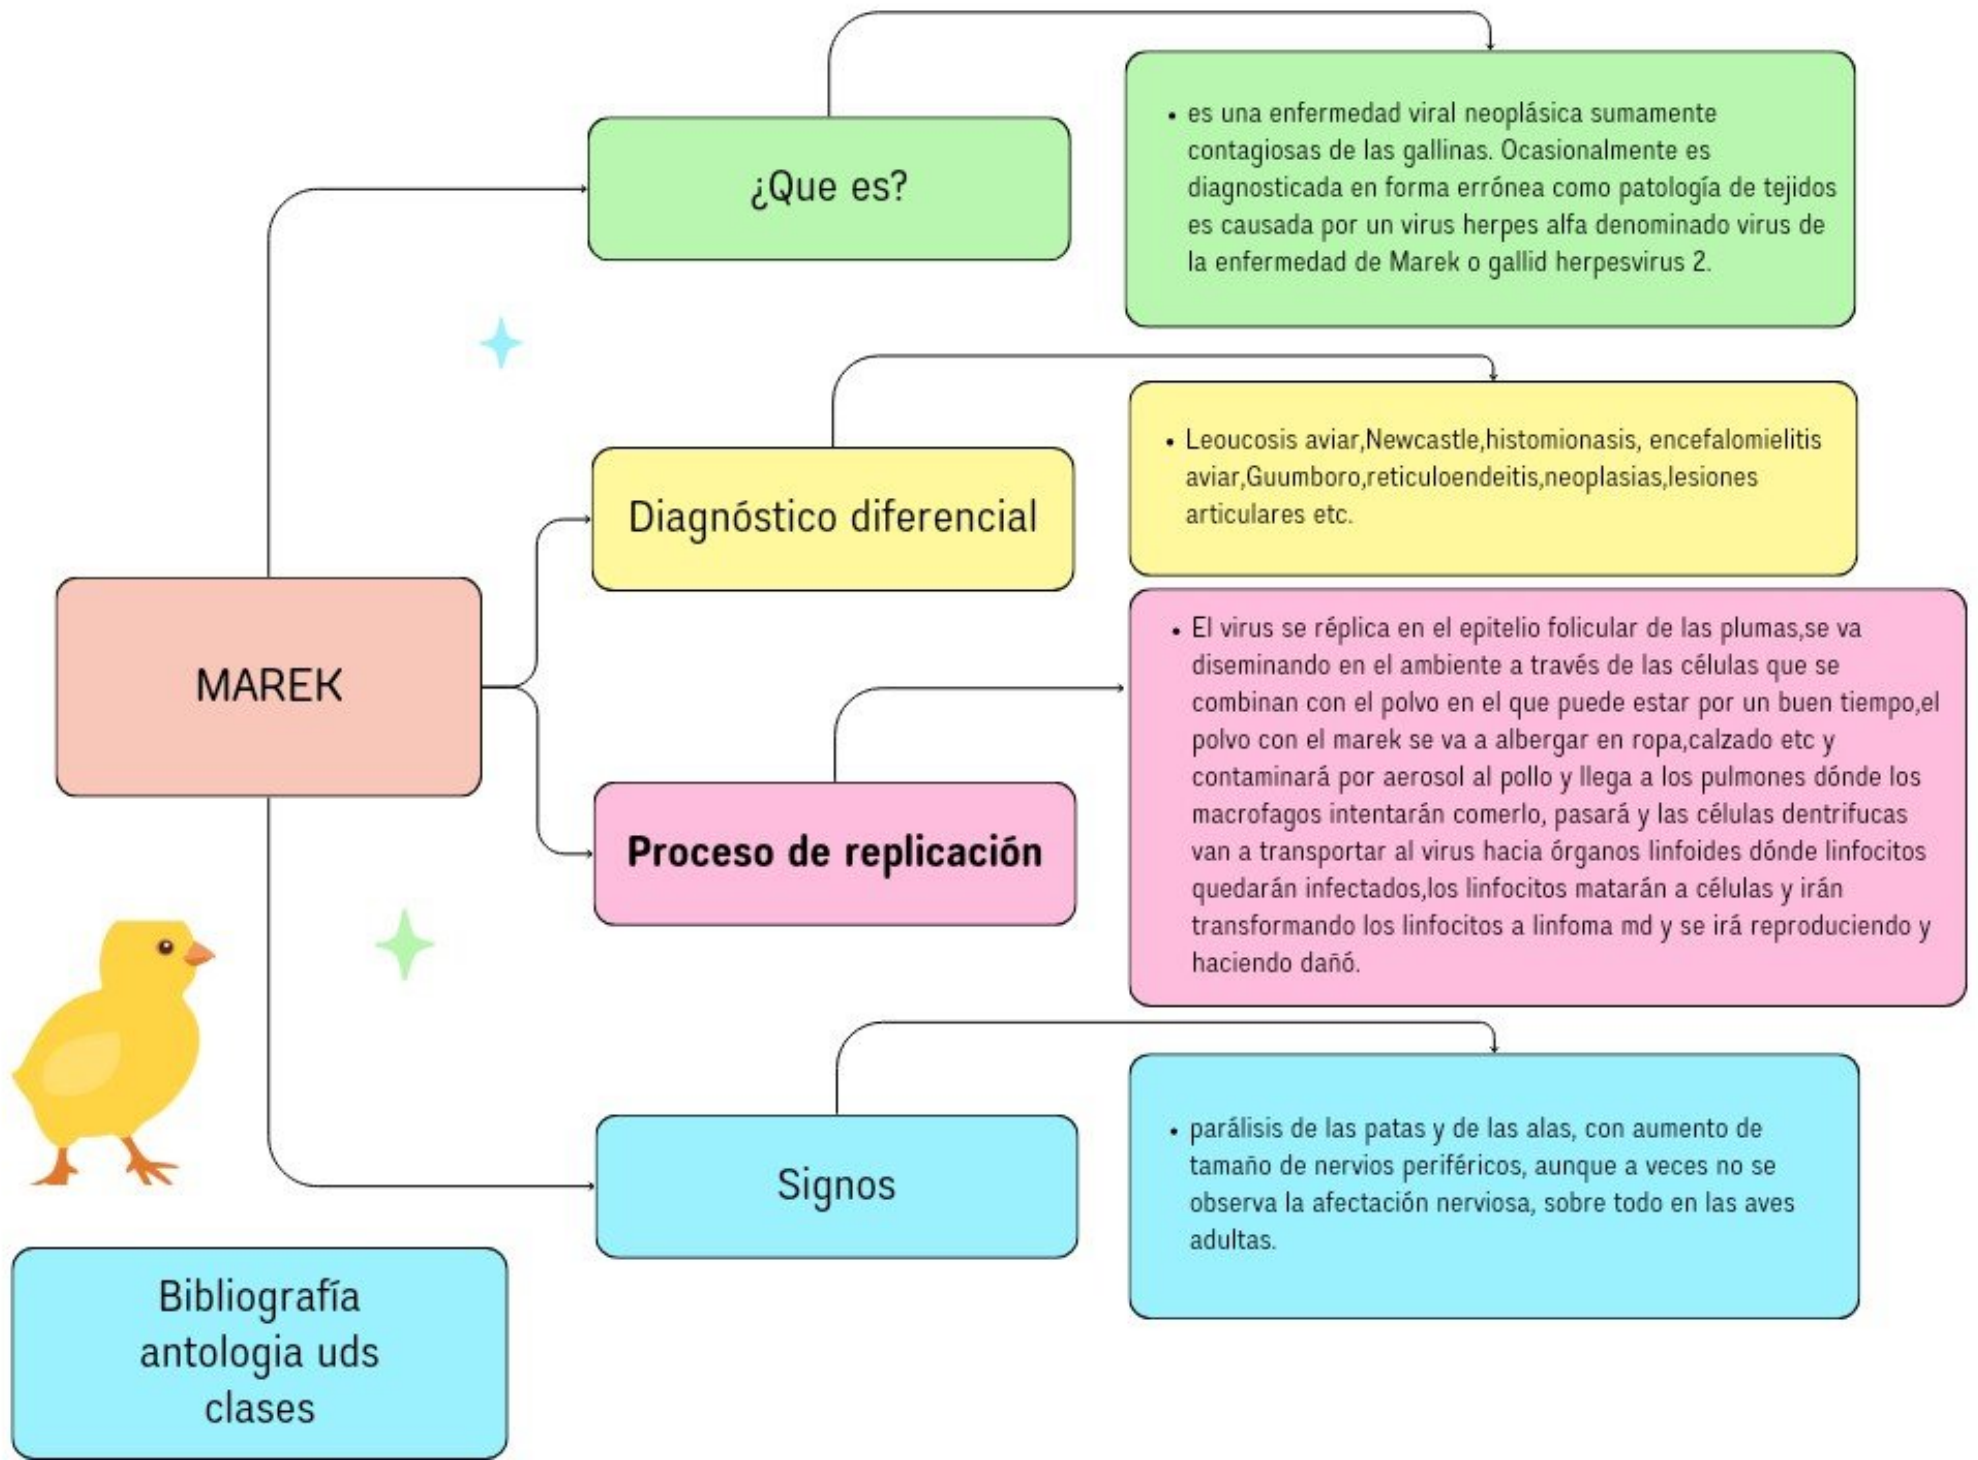 ¿Que es?
• es una enfermedad viral neoplásica sumamente
contagiosas de las gallinas. Ocasionalmente es
diagnosticada en forma errónea como patología de tejidos
es causada por un virus herpes alfa denominado virus de
la enfermedad de Marek o gallid herpesvirus 2.
Diagnóstico diferencial
• Leoucosis aviar,Newcastle,histomionasis, encefalomielitis
aviar,Guumboro,reticuloendeitis,neoplasias,lesiones
articulares etc.
MAREK
Proceso de replicación
• El virus se réplica en el epitelio folicular de las plumas,se va
diseminando en el ambiente a través de las células que se
combinan con el polvo en el que puede estar por un buen tiempo,el
polvo con el marek se va a albergar en ropa,calzado etc y
contaminará por aerosol al pollo y llega a los pulmones dónde los
macrofagos intentarán comerlo, pasará y las células dentrifucas
van a transportar al virus hacia órganos linfoides dónde linfocitos
quedarán infectados,los linfocitos matarán a células y irán
transformando los linfocitos a linfoma md y se irá reproduciendo y
haciendo dañó.
Signos
• parálisis de las patas y de las alas, con aumento de
tamaño de nervios periféricos, aunque a veces no se
observa la afectación nerviosa, sobre todo en las aves
adultas.
Bibliografía
antologia uds
clases